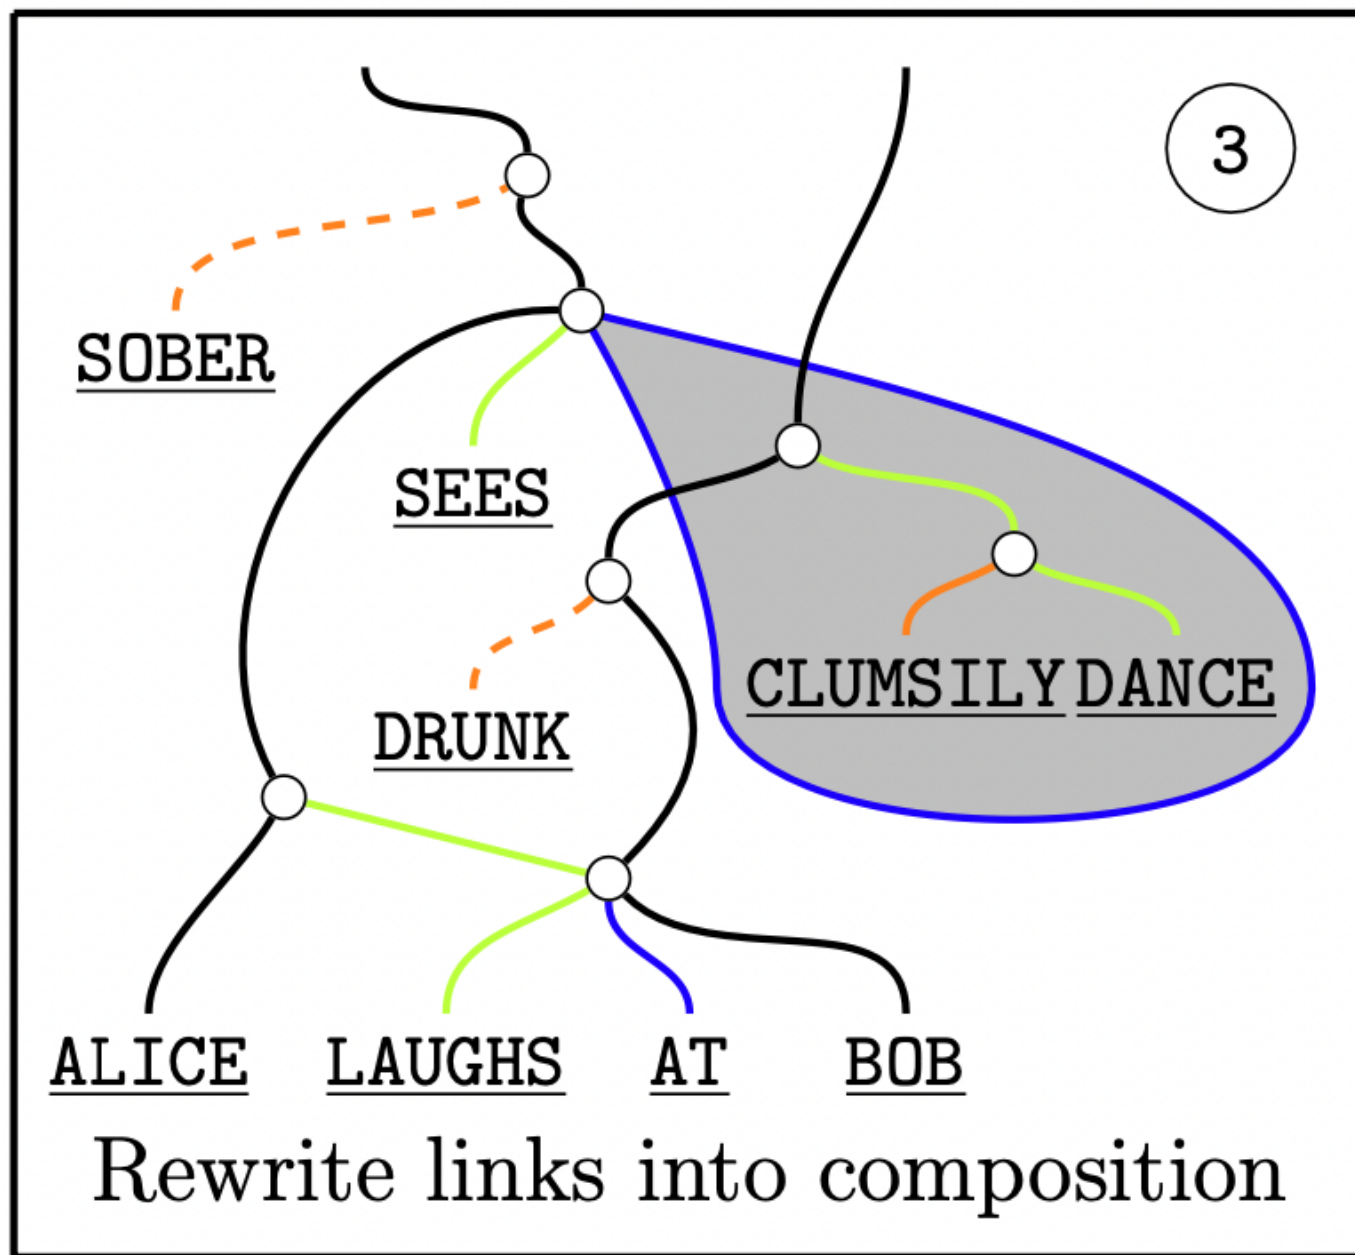 3
SOBER
SEES
CLUMSILY DANCE
DRUNK
ALICE LAUGHS AT BOB
Rewrite links into composition